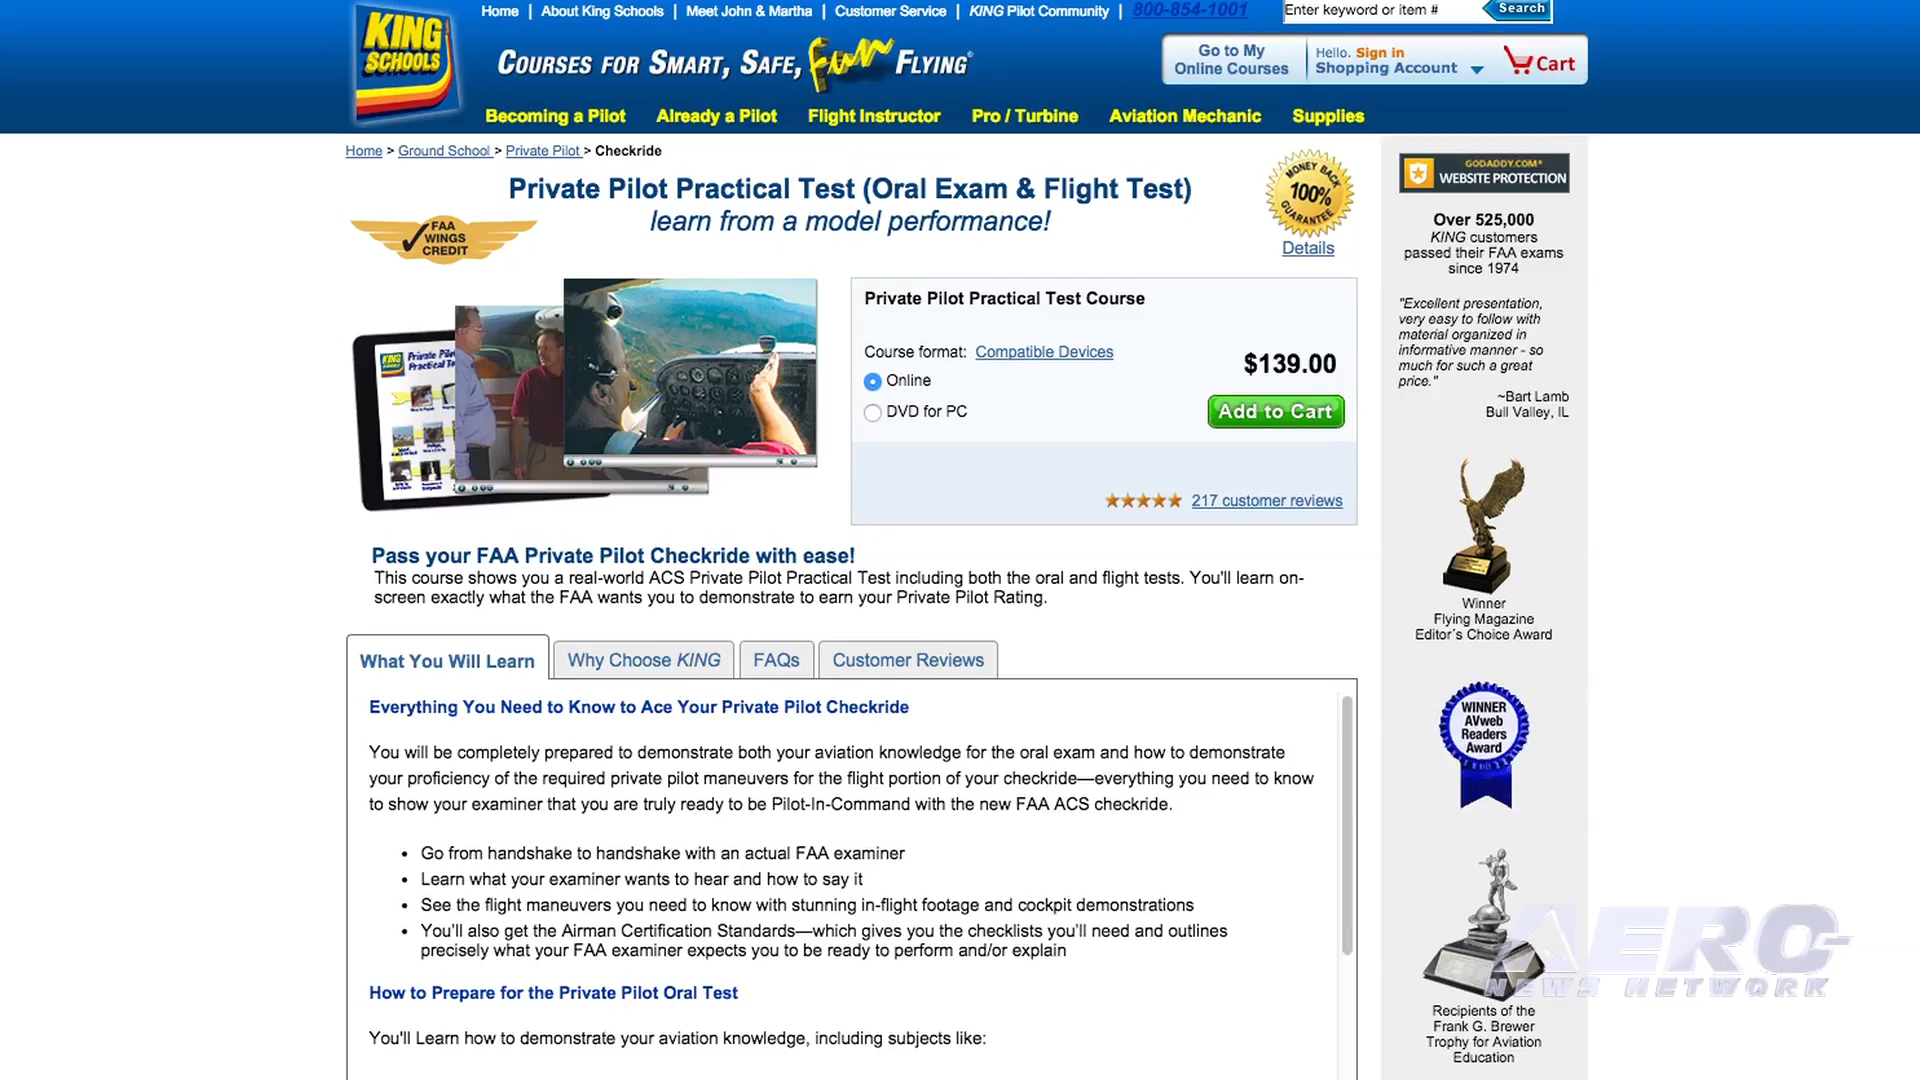 Home | About King Schools | Meet John & Martha | Customer Service | KING Pilot Community | 800-854-1001
Enter keyword or item #
Search
KING
SCHOOLS
COURSES FOR SMART, SAFE, Fun FLYING®
Go to My
Online Courses
Hello. Sign in
Shopping Account
Cart
Becoming a Pilot
Already a Pilot
Flight Instructor
Pro / Turbine
Aviation Mechanic
Supplies
Home > Ground School > Private Pilot > Checkride
Private Pilot Practical Test (Oral Exam & Flight Test)
learn from a model performance!
FAA
WINGS
CREDIT
MONEY BACK
100%
GUARANTEE
Details
Private Pilot Practical Test Course
Course format: Compatible Devices
Online
DVD for PC
$139.00
Add to Cart
217 customer reviews
Pass your FAA Private Pilot Checkride with ease!
This course shows you a real-world ACS Private Pilot Practical Test including both the oral and flight tests. You'll learn on-
screen exactly what the FAA wants you to demonstrate to earn your Private Pilot Rating.
What You Will Learn
Why Choose KING
FAQs
Customer Reviews
Everything You Need to Know to Ace Your Private Pilot Checkride
You will be completely prepared to demonstrate both your aviation knowledge for the oral exam and how to demonstrate
your proficiency of the required private pilot maneuvers for the flight portion of your checkride—everything you need to know
to show your examiner that you are truly ready to be Pilot-In-Command with the new FAA ACS checkride.
• Go from handshake to handshake with an actual FAA examiner
• Learn what your examiner wants to hear and how to say it
• See the flight maneuvers you need to know with stunning in-flight footage and cockpit demonstrations
• You'll also get the Airman Certification Standards—which gives you the checklists you'll need and outlines
precisely what your FAA examiner expects you to be ready to perform and/or explain
How to Prepare for the Private Pilot Oral Test
You'll Learn how to demonstrate your aviation knowledge, including subjects like:
GODADDY.COM®
WEBSITE PROTECTION
Over 525,000
KING customers
passed their FAA exams
since 1974
"Excellent presentation,
very easy to follow with
material organized in
informative manner - so
much for such a great
price."
~Bart Lamb
Bull Valley, IL
Winner
Flying Magazine
Editor´s Choice Award
WINNER
AVweb
Readers
Award
Recipients of the
Frank G. Brewer
Trophy for Aviation
Education
AERO-
NEWS NETWORK